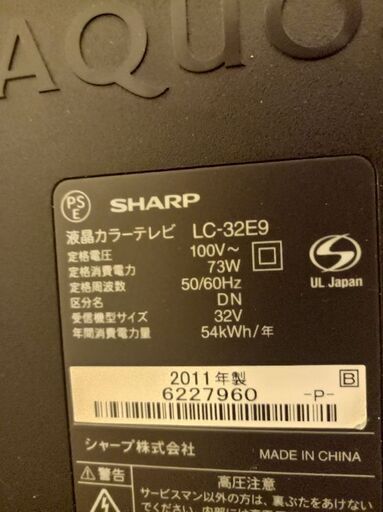 AQUO
PS
E
SHARP
液晶カラーテレビ LC-32E9
定格電圧 100V～
定格消費電力 73W
定格周波数 50/60Hz
区分名 DN
受信機型サイズ 32V
年間消費電力量 54kWh/年
S
UL Japan
2011年製 B
6227960 -P-
シャープ株式会社 MADE IN CHINA
警告 高圧注意
サービスマン以外の方は、裏ぶたをあけない
でください。